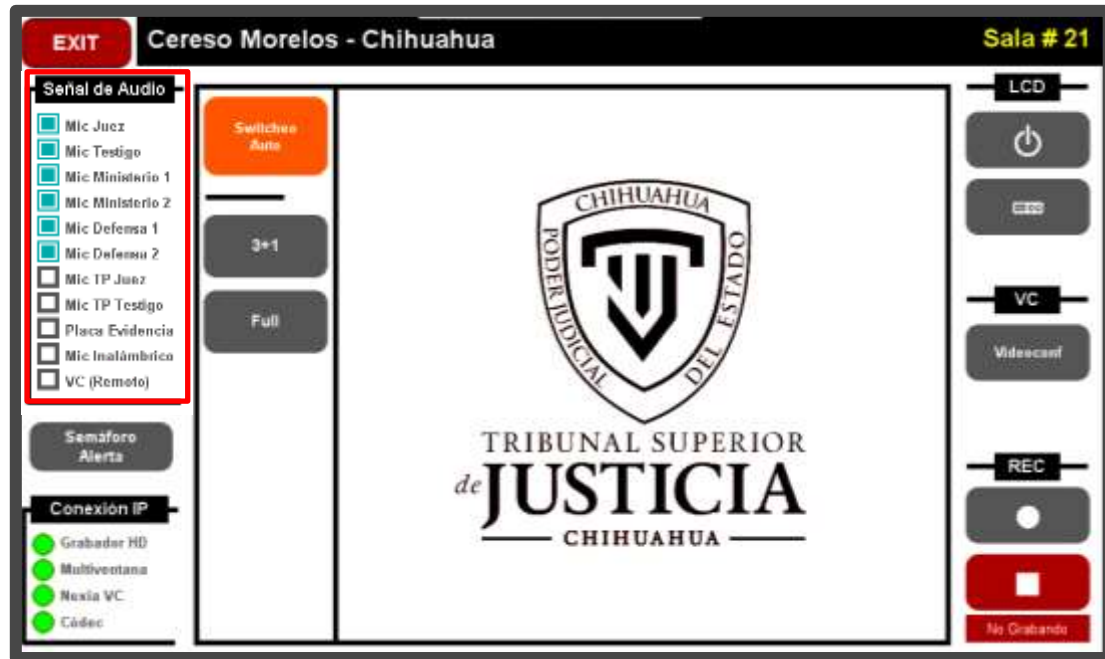 EXIT
Cereso Morelos - Chihuahua
Sala # 21
Señal de Audio
Mic Juez
Mic Testigo
Mic Ministerio 1
Mic Ministerio 2
Mic Defensa 1
Mic Defensa 2
Mic TP Juez
Mic TP Testigo
Placa Evidencia
Mic Inalámbrico
VC (Remoto)
Semáforo
Alerta
Conexión IP
Grabador HD
Multiventana
Nexia VC
Códec
Switcheo
Auto
3+1
Full
CHIHUAHUA
PODER JUDICIAL
DEL ESTADO
TRIBUNAL SUPERIOR
de JUSTICIA
CHIHUAHUA
LCD
VC
Videoconf
REC
No Grabando